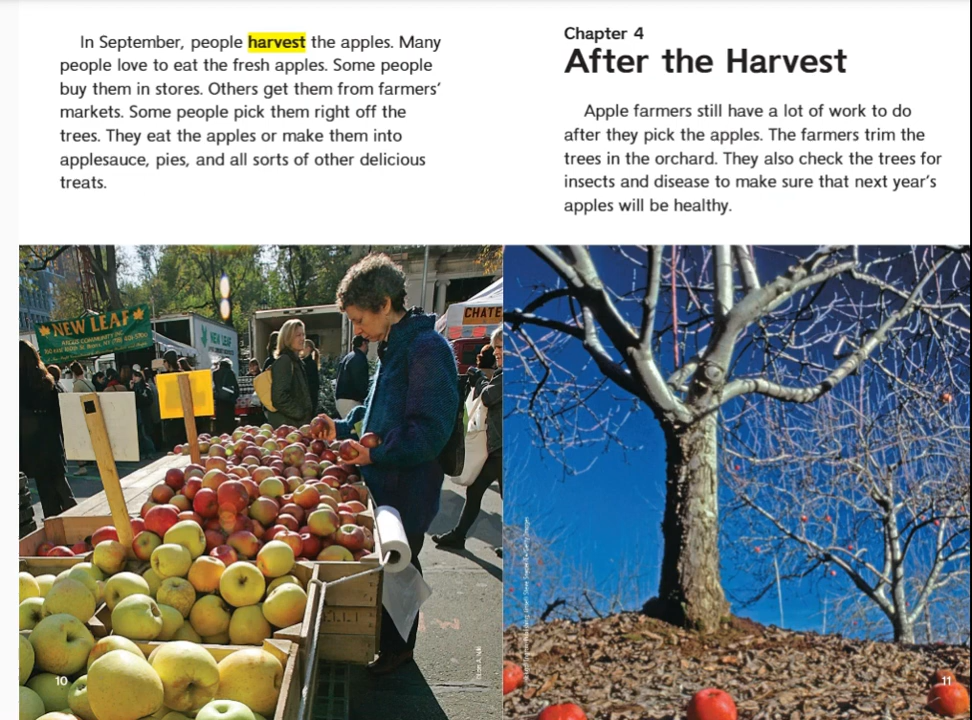 In September, people harvest the apples. Many
people love to eat the fresh apples. Some people
buy them in stores. Others get them from farmers’
markets. Some people pick them right off the
trees. They eat the apples or make them into
applesauce, pies, and all sorts of other delicious
treats.
NEW LEAF
NEW LEAF
CHATE
10
Chapter 4
After the Harvest
Apple farmers still have a lot of work to do
after they pick the apples. The farmers trim the
trees in the orchard. They also check the trees for
insects and disease to make sure that next year’s
apples will be healthy.
11